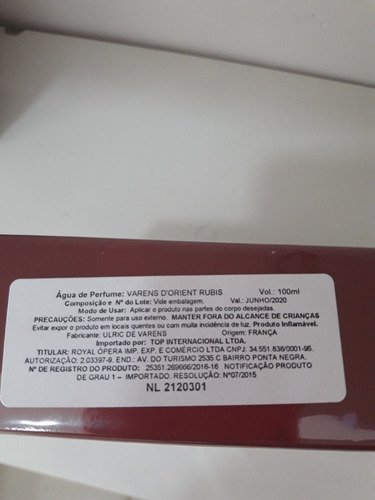 Água de Perfume: VARENS D'ORIENT RUBIS Vol.: 100ml
Composição e Nº do Lote: Vide embalagem. Val.: JUNHO/2020
Modo de Usar: Aplicar o produto nas partes do corpo desejadas.
PRECAUÇÕES: Somente para uso externo. MANTER FORA DO ALCANCE DE CRIANÇAS
Evitar expor o produto em locais quentes ou com muita incidência de luz. Produto Inflamável.
Fabricante: ULRIC DE VARENS Origem: FRANÇA
Importado por: TOP INTERNACIONAL LTDA.
TITULAR: ROYAL ÓPERA IMP. EXP. E COMÉRCIO LTDA CNPJ: 34.551.838/0001-95.
AUTORIZAÇÃO: 2.03397-9. END.: AV. DO TURISMO 2535 C BAIRRO PONTA NEGRA.
Nº DE REGISTRO DO PRODUTO: 25351.269666/2016-16 NOTIFICAÇÃO PRODUTO
DE GRAU 1 – IMPORTADO. RESOLUÇÃO: Nº07/2015
NL 2120301